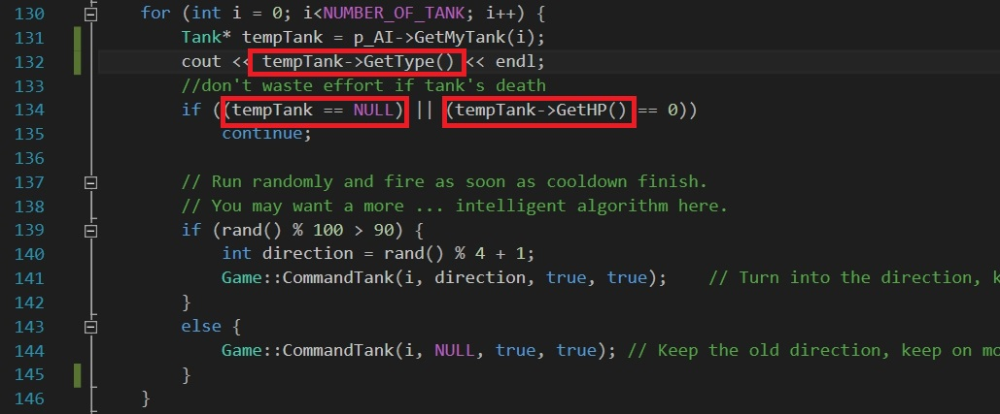 130 for (int i = 0; i<NUMBER_OF_TANK; i++) {
131 Tank* tempTank = p_AI->GetMyTank(i);
132 cout << tempTank->GetType() << endl;
133 //don't waste effort if tank's death
134 if ((tempTank == NULL) || (tempTank->GetHP() == 0))
135 continue;
136
137 // Run randomly and fire as soon as cooldown finish.
138 // You may want a more ... intelligent algorithm here.
139 if (rand() % 100 > 90) {
140 int direction = rand() % 4 + 1;
141 Game::CommandTank(i, direction, true, true); // Turn into the direction, k
142 }
143 else {
144 Game::CommandTank(i, NULL, true, true); // Keep the old direction, keep on mo
145 }
146 }